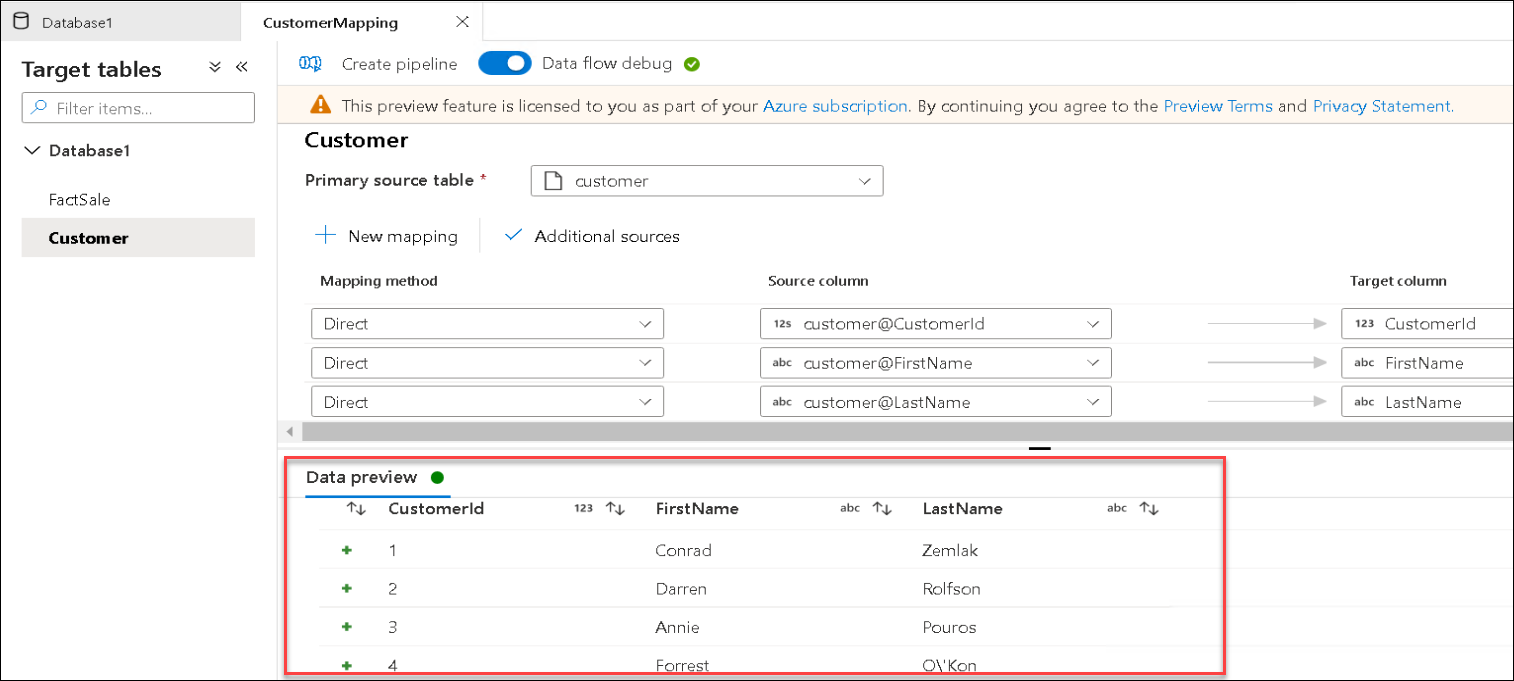 Database1
CustomerMapping
Target tables
Filter items...
Database1
FactSale
Customer
Create pipeline
Data flow debug
This preview feature is licensed to you as part of your Azure subscription. By continuing you agree to the Preview Terms and Privacy Statement.
Customer
Primary source table *
customer
New mapping
Additional sources
Mapping method Source column Target column
Direct 12s customer@CustomerId 123 CustomerId
Direct abc customer@FirstName abc FirstName
Direct abc customer@LastName abc LastName
Data preview
CustomerId 123 FirstName abc LastName abc
1 Conrad Zemlak
2 Darren Rolfson
3 Annie Pouros
4 Forrest O\'Kon